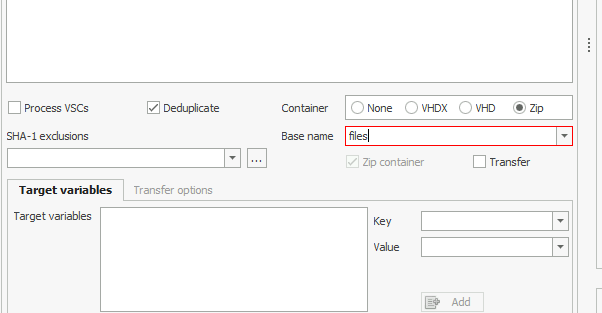 Process VSCs Deduplicate Container None VHDX VHD Zip
SHA-1 exclusions Base name files
... Zip container Transfer
Target variables Transfer options
Target variables Key
Value
Add